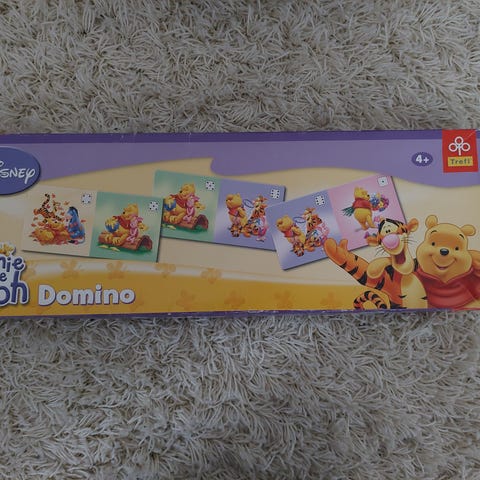 Disney
4+
Trefl
Domino